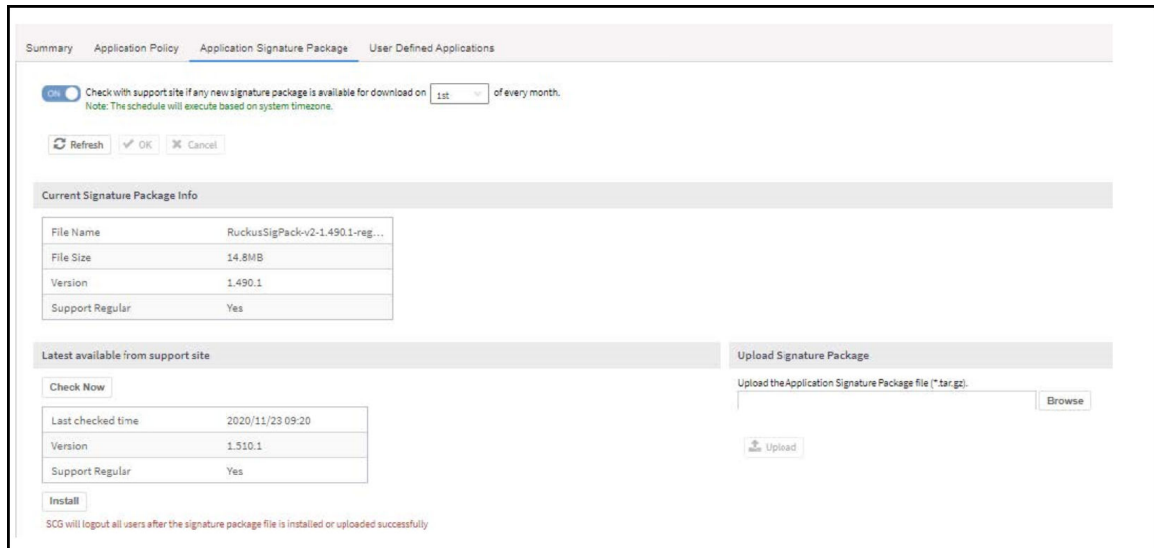 Summary Application Policy Application Signature Package User Defined Applications
ON Check with support site if any new signature package is available for download on 1st of every month.
Note: The schedule will execute based on system timezone.
Refresh OK Cancel
Current Signature Package Info
File Name RuckusSigPack-v2-1.490.1-reg...
File Size 14.8MB
Version 1.490.1
Support Regular Yes
Latest available from support site
Check Now
Last checked time 2020/11/23 09:20
Version 1.510.1
Support Regular Yes
Install
SCG will logout all users after the signature package file is installed or uploaded successfully
Upload Signature Package
Upload the Application Signature Package file (*.tar.gz).
Browse
Upload